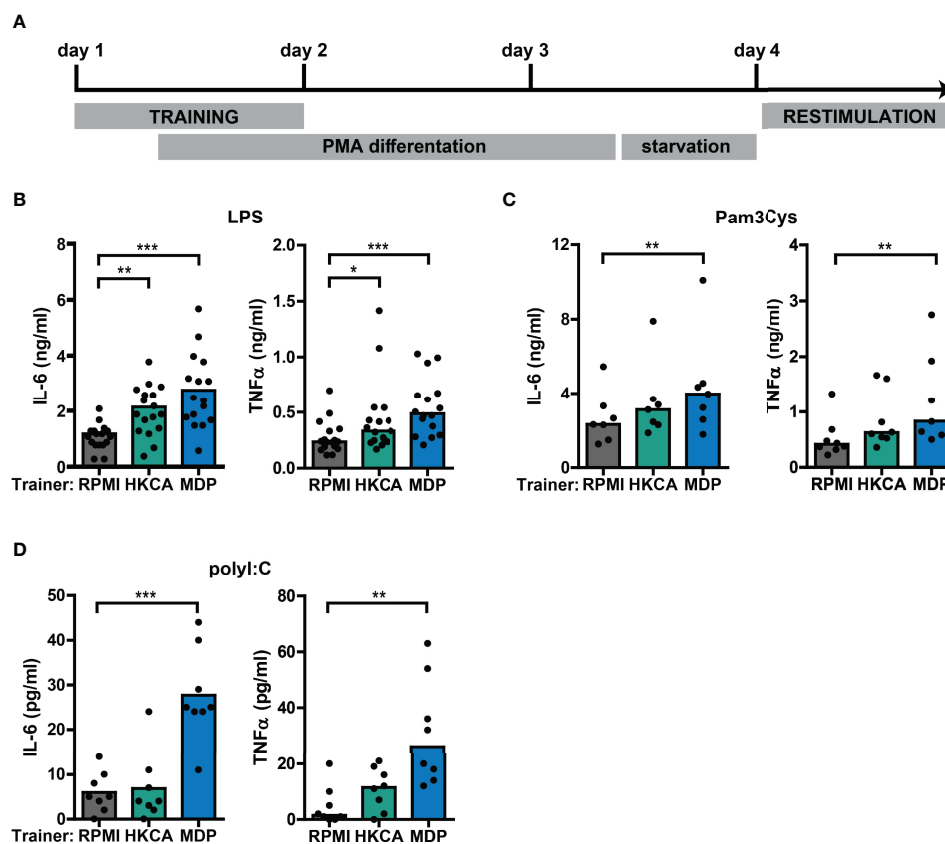 A
day 1 day 2 day 3 day 4
TRAINING RESTIMULATION
PMA differentation starvation
B
LPS
IL-6 (ng/ml)
8
6
4
2
0
***
**
Trainer: RPMI HKCA MDP
TNFα (ng/ml)
2.0
1.5
1.0
0.5
0.0
***
*
RPMI HKCA MDP
C
Pam3Cys
IL-6 (ng/ml)
12
8
4
0
**
Trainer: RPMI HKCA MDP
TNFα (ng/ml)
4
3
2
1
0
**
RPMI HKCA MDP
D
polyI:C
IL-6 (pg/ml)
50
40
30
20
10
0
***
Trainer: RPMI HKCA MDP
TNFα (pg/ml)
80
60
40
20
0
**
RPMI HKCA MDP